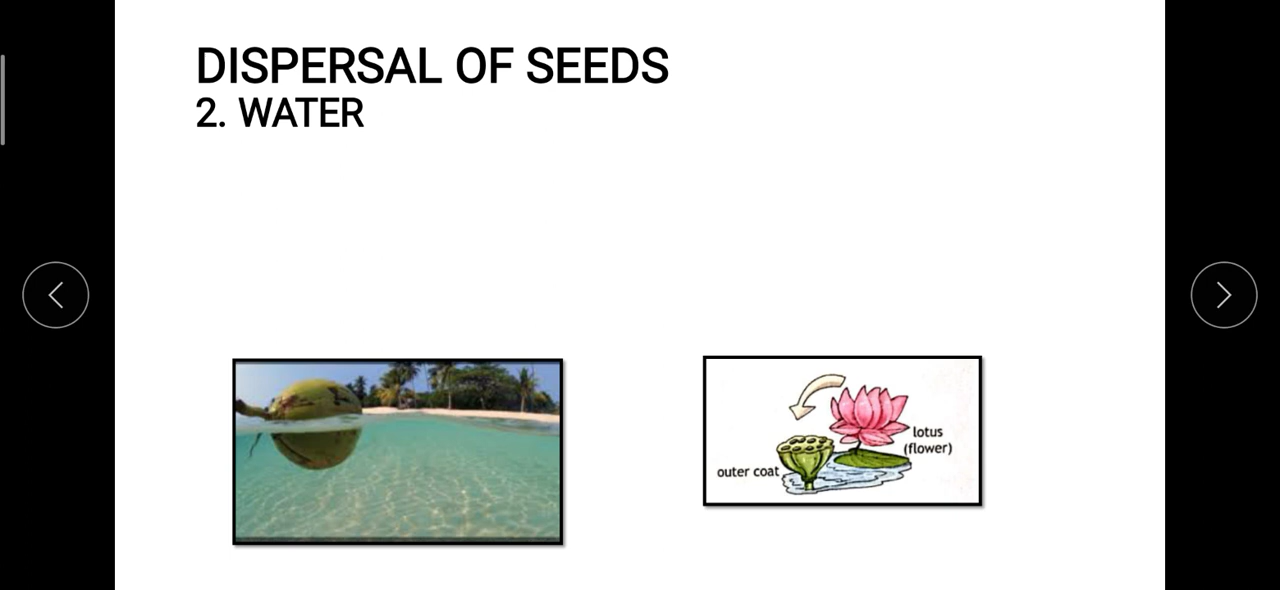 DISPERSAL OF SEEDS
2. WATER
lotus
(flower)
outer coat